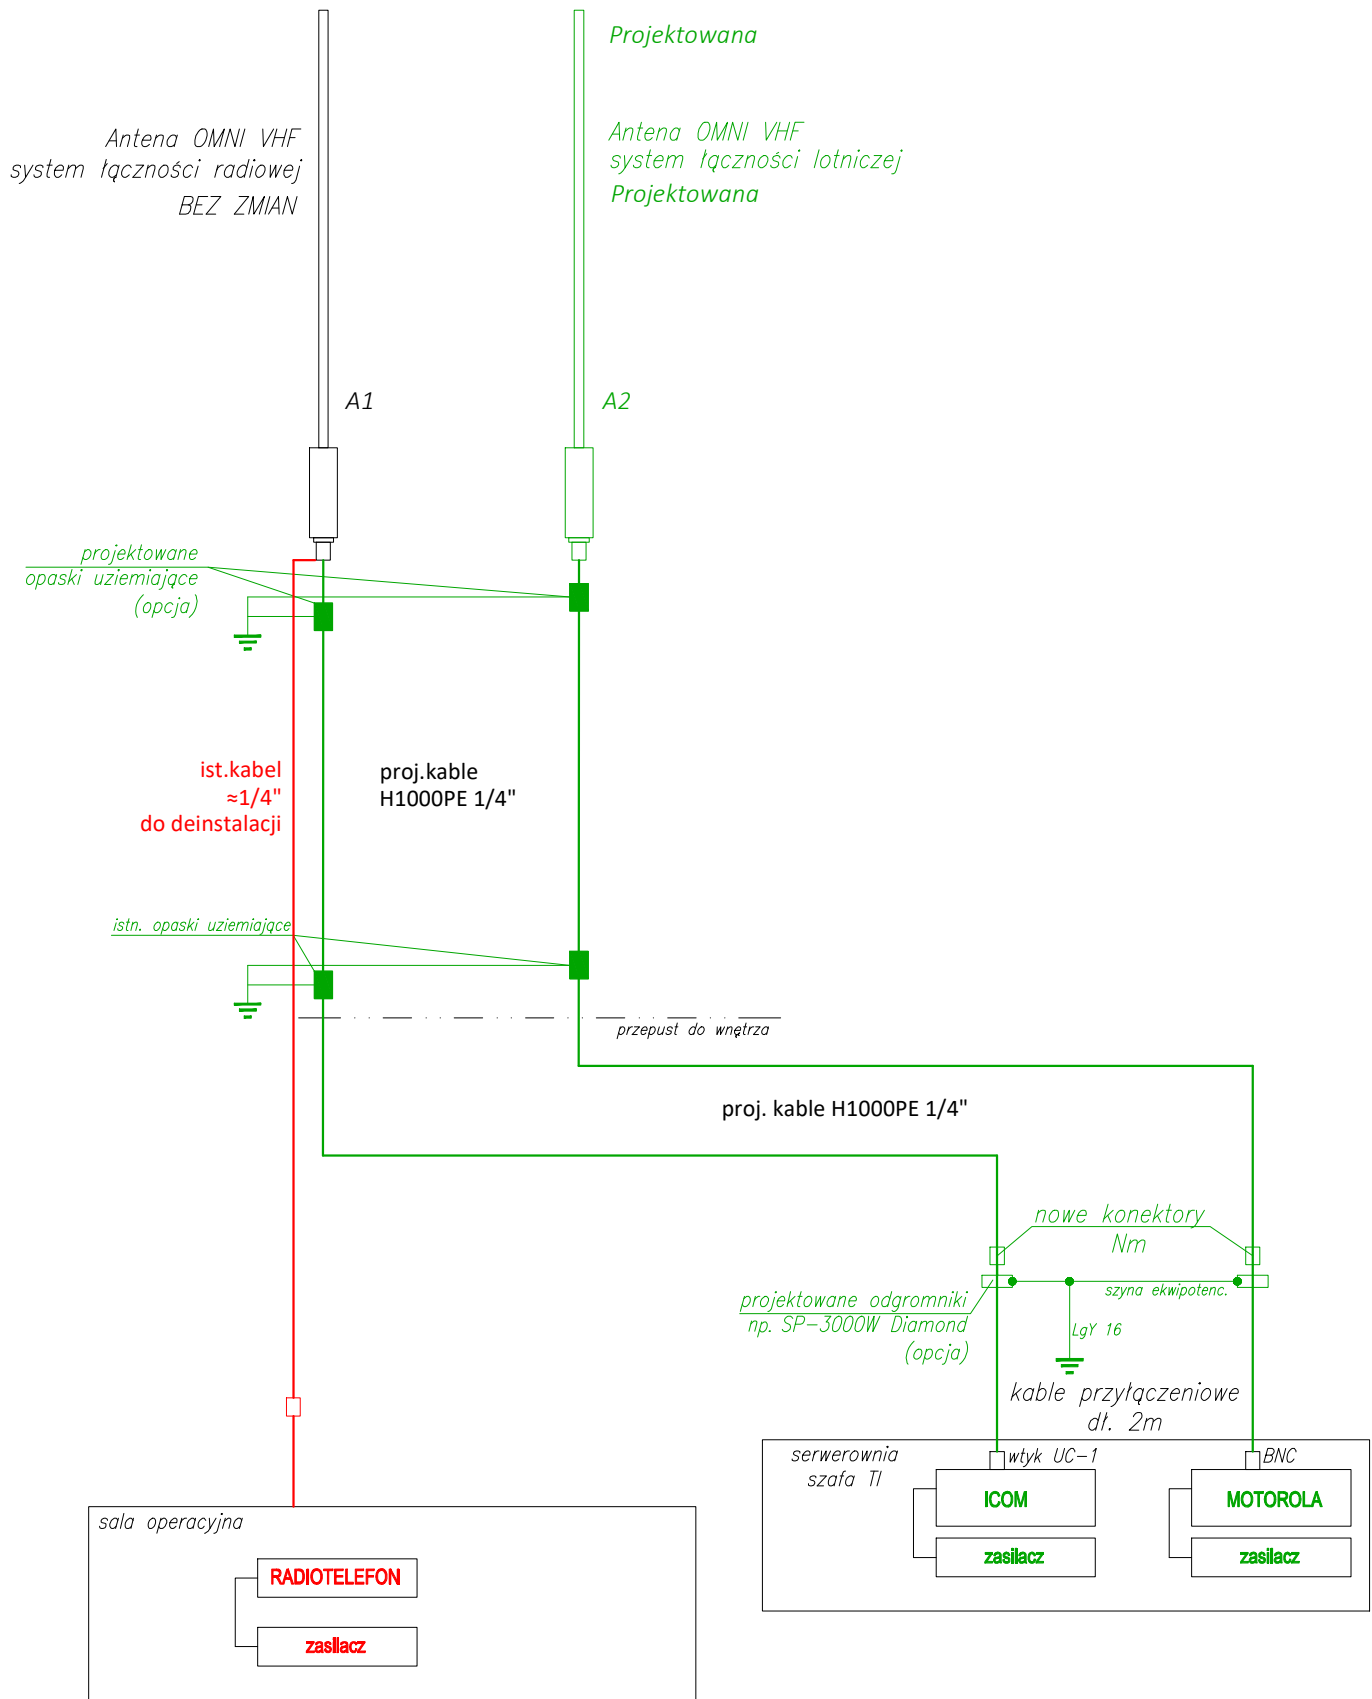 Projektowana
Antena OMNI VHF
system łączności radiowej
BEZ ZMIAN
Antena OMNI VHF
system łączności lotniczej
Projektowana
A1
A2
projektowane
opaski uziemiające
(opcja)
ist.kabel
≈1/4"
do deinstalacji
proj.kable
H1000PE 1/4"
istn. opaski uziemiające
przepust do wnętrza
proj. kable H1000PE 1/4"
nowe konektory
Nm
projektowane odgromniki
np. SP-3000W Diamond
(opcja)
szyna ekwipotenc.
LgY 16
kable przyłączeniowe
dł. 2m
serwerownia
szafa TI
wtyk UC-1
BNC
ICOM
MOTOROLA
zasilacz
zasilacz
sala operacyjna
RADIOTELEFON
zasilacz